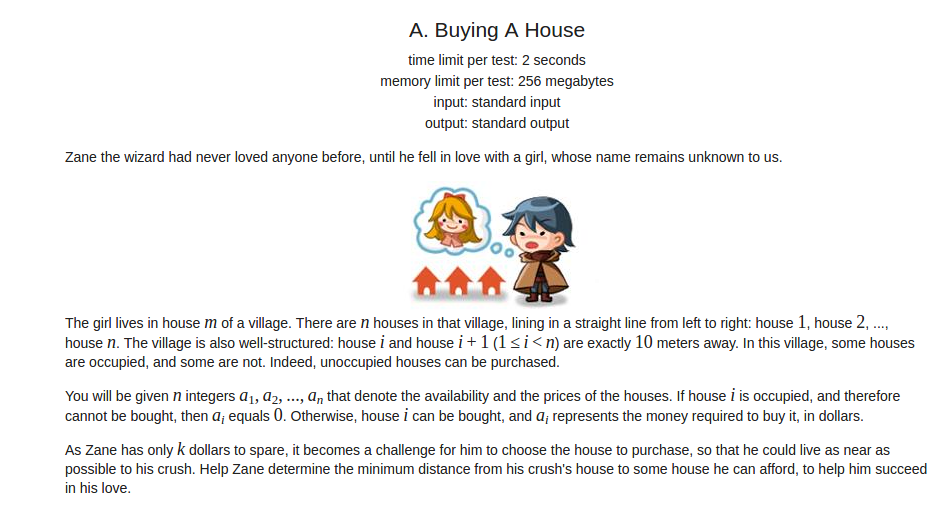 A. Buying A House
time limit per test: 2 seconds
memory limit per test: 256 megabytes
input: standard input
output: standard output
Zane the wizard had never loved anyone before, until he fell in love with a girl, whose name remains unknown to us.
The girl lives in house m of a village. There are n houses in that village, lining in a straight line from left to right: house 1, house 2, ...,
house n. The village is also well-structured: house i and house i + 1 (1 ≤ i < n) are exactly 10 meters away. In this village, some houses
are occupied, and some are not. Indeed, unoccupied houses can be purchased.
You will be given n integers a₁, a₂, ..., aₙ that denote the availability and the prices of the houses. If house i is occupied, and therefore
cannot be bought, then aᵢ equals 0. Otherwise, house i can be bought, and aᵢ represents the money required to buy it, in dollars.
As Zane has only k dollars to spare, it becomes a challenge for him to choose the house to purchase, so that he could live as near as
possible to his crush. Help Zane determine the minimum distance from his crush's house to some house he can afford, to help him succeed
in his love.